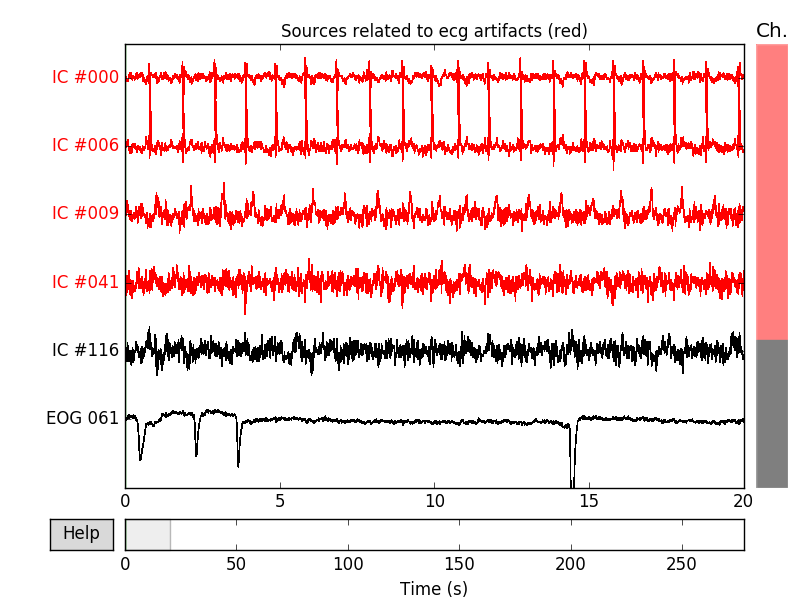 Sources related to ecg artifacts (red)
Ch.
IC #000
IC #006
IC #009
IC #041
IC #116
EOG 061
0 5 10 15 20
Help
0 50 100 150 200 250
Time (s)